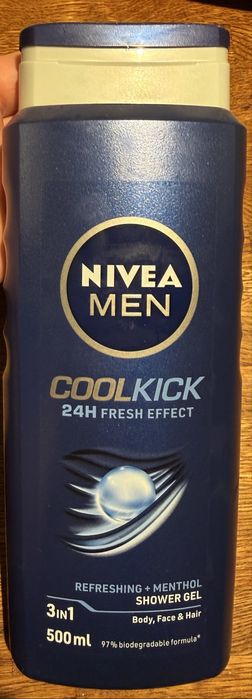 NIVEA
MEN
COOLKICK
24H FRESH EFFECT
REFRESHING + MENTHOL
SHOWER GEL
3IN1
Body, Face & Hair
500ml
97% biodegradable formula*